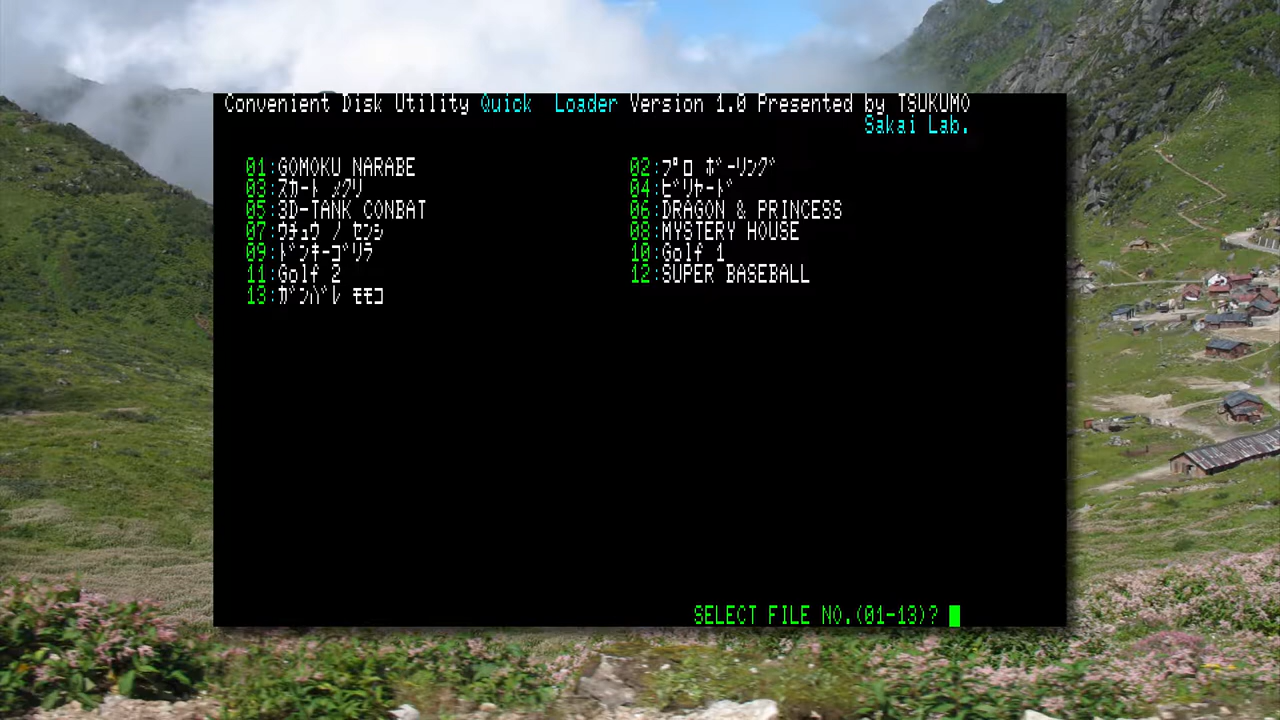 Convenient Disk Utility Quick Loader Version 1.0 Presented by TSUKUMO
Sakai Lab.
01:GOMOKU NARABE 02:プロ ボーリング
03:スカート メクリ 04:ビリヤード
05:3D-TANK CONBAT 06:DRAGON & PRINCESS
07:ウチュウ ノ センシ 08:MYSTERY HOUSE
09:ドンキーゴリラ 10:Golf 1
11:Golf 2 12:SUPER BASEBALL
13:ガンバレ モモコ
SELECT FILE NO.(01-13)?